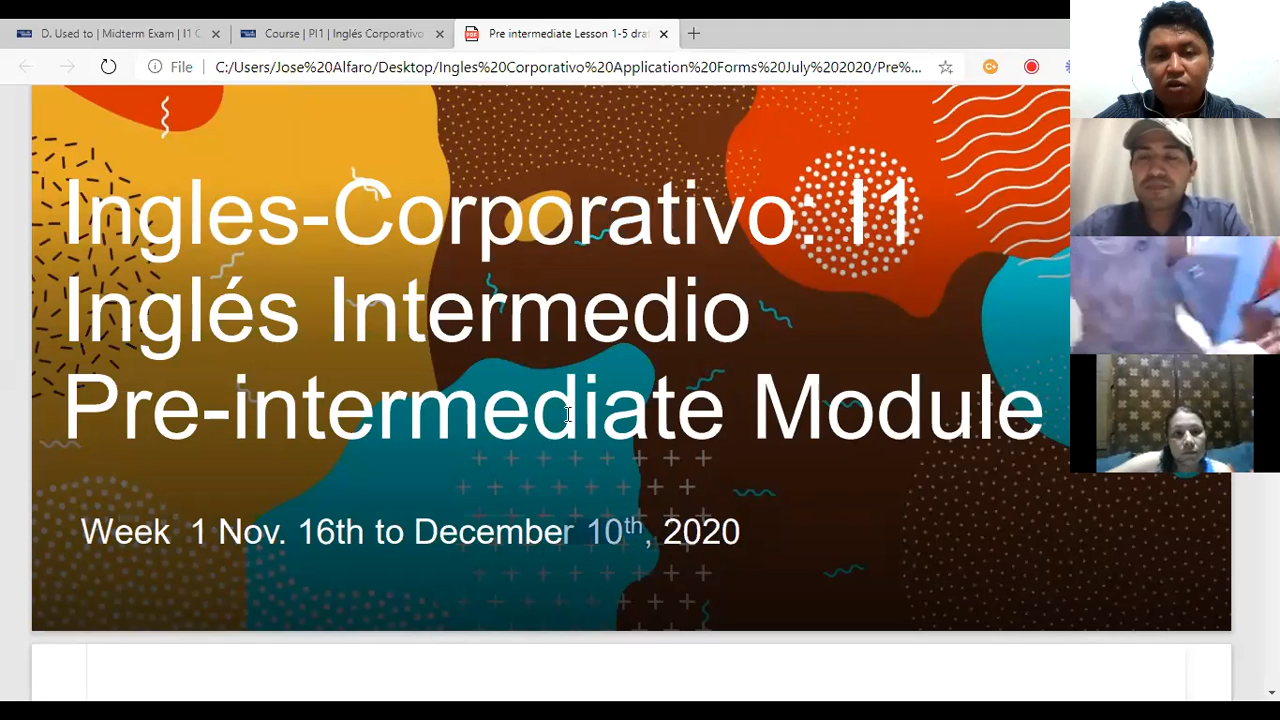 D. Used to | Midterm Exam | I1 C
Course | PI1 | Inglés Corporativo
Pre intermediate Lesson 1-5 dra
File
C:/Users/Jose%20Alfaro/Desktop/Ingles%20Corporativo%20Application%20Forms%20July%202020/Pre%...
Ingles-Corporativo: I1
Inglés Intermedio
Pre-intermediate Module
Week 1 Nov. 16th to December 10th, 2020